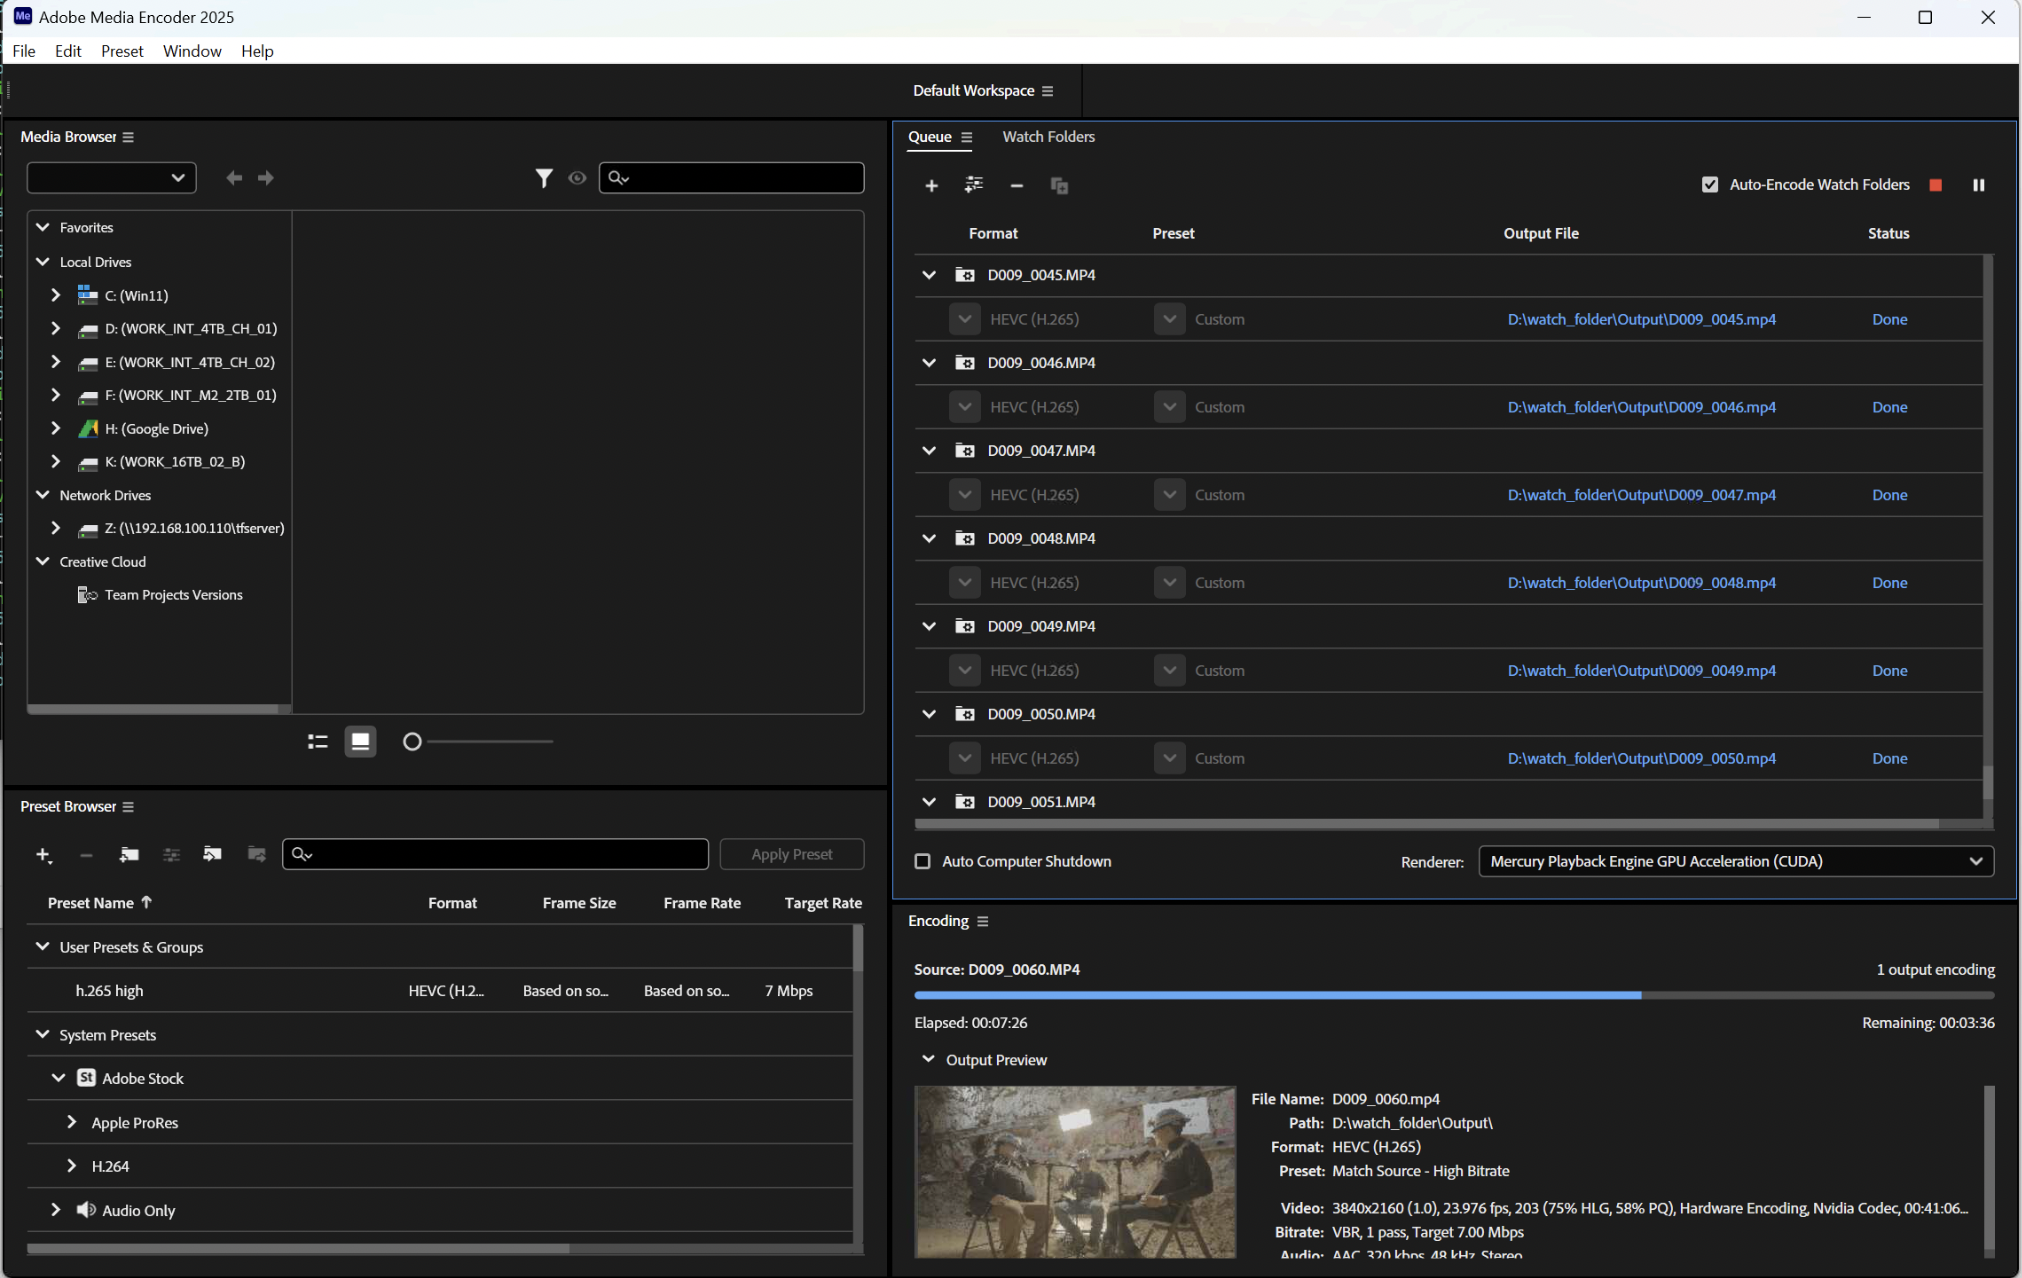 Me Adobe Media Encoder 2025
File Edit Preset Window Help
Default Workspace
Media Browser
Favorites
Local Drives
C: (Win11)
D: (WORK_INT_4TB_CH_01)
E: (WORK_INT_4TB_CH_02)
F: (WORK_INT_M2_2TB_01)
H: (Google Drive)
K: (WORK_16TB_02_B)
Network Drives
Z: (\\192.168.100.110\tfserver)
Creative Cloud
Team Projects Versions
Preset Browser
Apply Preset
Preset Name Format Frame Size Frame Rate Target Rate
User Presets & Groups
h.265 high HEVC (H.2... Based on so... Based on so... 7 Mbps
System Presets
St Adobe Stock
Apple ProRes
H.264
Audio Only
Queue Watch Folders
Auto-Encode Watch Folders
Format Preset Output File Status
D009_0045.MP4
HEVC (H.265) Custom D:\watch_folder\Output\D009_0045.mp4 Done
D009_0046.MP4
HEVC (H.265) Custom D:\watch_folder\Output\D009_0046.mp4 Done
D009_0047.MP4
HEVC (H.265) Custom D:\watch_folder\Output\D009_0047.mp4 Done
D009_0048.MP4
HEVC (H.265) Custom D:\watch_folder\Output\D009_0048.mp4 Done
D009_0049.MP4
HEVC (H.265) Custom D:\watch_folder\Output\D009_0049.mp4 Done
D009_0050.MP4
HEVC (H.265) Custom D:\watch_folder\Output\D009_0050.mp4 Done
D009_0051.MP4
Auto Computer Shutdown Renderer: Mercury Playback Engine GPU Acceleration (CUDA)
Encoding
Source: D009_0060.MP4 1 output encoding
Elapsed: 00:07:26 Remaining: 00:03:36
Output Preview
File Name: D009_0060.mp4
Path: D:\watch_folder\Output\
Format: HEVC (H.265)
Preset: Match Source - High Bitrate
Video: 3840x2160 (1.0), 23.976 fps, 203 (75% HLG, 58% PQ), Hardware Encoding, Nvidia Codec, 00:41:06...
Bitrate: VBR, 1 pass, Target 7.00 Mbps
Audio: AAC, 320 kbps, 48 kHz, Stereo